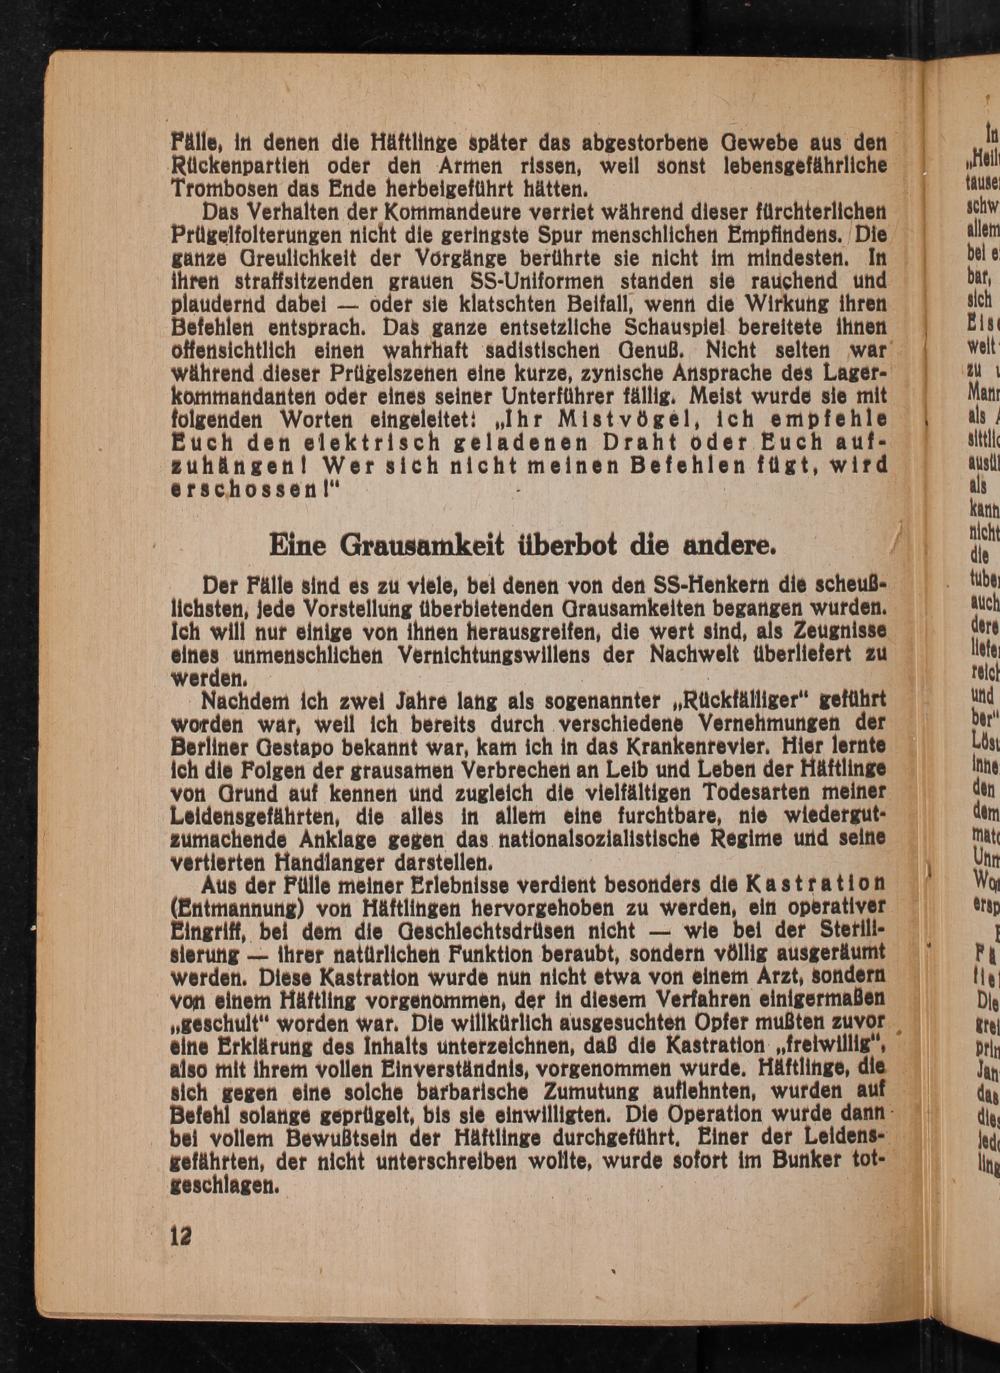 Fälle, in denen die Häftlinge später das abgestorbene Gewebe aus den
Rückenpartien oder den Armen rissen, weil sonst lebensgefährliche
Trombosen das Ende herbeigeführt hätten.
Das Verhalten der Kommandeure verriet während dieser fürchterlichen
Prügelfolterungen nicht die geringste Spur menschlichen Empfindens. Die
ganze Greulichkeit der Vorgänge berührte sie nicht im mindesten. In
ihren straffsitzenden grauen SS-Uniformen standen sie rauchend und
plaudernd dabei — oder sie klatschten Beifall, wenn die Wirkung ihren
Befehlen entsprach. Das ganze entsetzliche Schauspiel bereitete ihnen
offensichtlich einen wahrhaft sadistischen Genuß. Nicht selten war
während dieser Prügelszenen eine kurze, zynische Ansprache des Lager-
kommandanten oder eines seiner Unterführer fällig. Meist wurde sie mit
folgenden Worten eingeleitet: „Ihr Mistvögel, ich empfehle
Euch den elektrisch geladenen Draht oder Euch auf-
zuhängen! Wer sich nicht meinen Befehlen fügt, wird
erschossen!“
Eine Grausamkeit überbot die andere.
Der Fälle sind es zu viele, bei denen von den SS-Henkern die scheuß-
lichsten, jede Vorstellung überbietenden Grausamkeiten begangen wurden.
Ich will nur einige von ihnen herausgreifen, die wert sind, als Zeugnisse
eines unmenschlichen Vernichtungswillens der Nachwelt überliefert zu
werden.
Nachdem ich zwei Jahre lang als sogenannter „Rückfälliger“ geführt
worden war, weil ich bereits durch verschiedene Vernehmungen der
Berliner Gestapo bekannt war, kam ich in das Krankenrevier. Hier lernte
ich die Folgen der grausamen Verbrechen an Leib und Leben der Häftlinge
von Grund auf kennen und zugleich die vielfältigen Todesarten meiner
Leidensgefährten, die alles in allem eine furchtbare, nie wiedergut-
zumachende Anklage gegen das nationalsozialistische Regime und seine
vertierten Handlanger darstellen.
Aus der Fülle meiner Erlebnisse verdient besonders die Kastration
(Entmannung) von Häftlingen hervorgehoben zu werden, ein operativer
Eingriff, bei dem die Geschlechtsdrüsen nicht — wie bei der Sterili-
sierung — ihrer natürlichen Funktion beraubt, sondern völlig ausgeräumt
werden. Diese Kastration wurde nun nicht etwa von einem Arzt, sondern
von einem Häftling vorgenommen, der in diesem Verfahren einigermaßen
„geschult“ worden war. Die willkürlich ausgesuchten Opfer mußten zuvor
eine Erklärung des Inhalts unterzeichnen, daß die Kastration „freiwillig“,
also mit ihrem vollen Einverständnis, vorgenommen wurde. Häftlinge, die
sich gegen eine solche barbarische Zumutung auflehnten, wurden auf
Befehl solange geprügelt, bis sie einwilligten. Die Operation wurde dann
bei vollem Bewußtsein der Häftlinge durchgeführt. Einer der Leidens-
gefährten, der nicht unterschreiben wollte, wurde sofort im Bunker tot-
geschlagen.
12